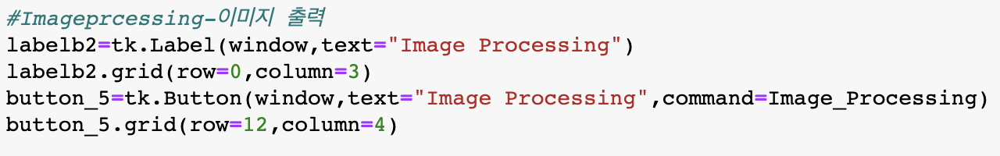 #Imageprcessing-이미지 출력
labelb2=tk.Label(window,text="Image Processing")
labelb2.grid(row=0,column=3)
button_5=tk.Button(window,text="Image Processing",command=Image_Processing)
button_5.grid(row=12,column=4)